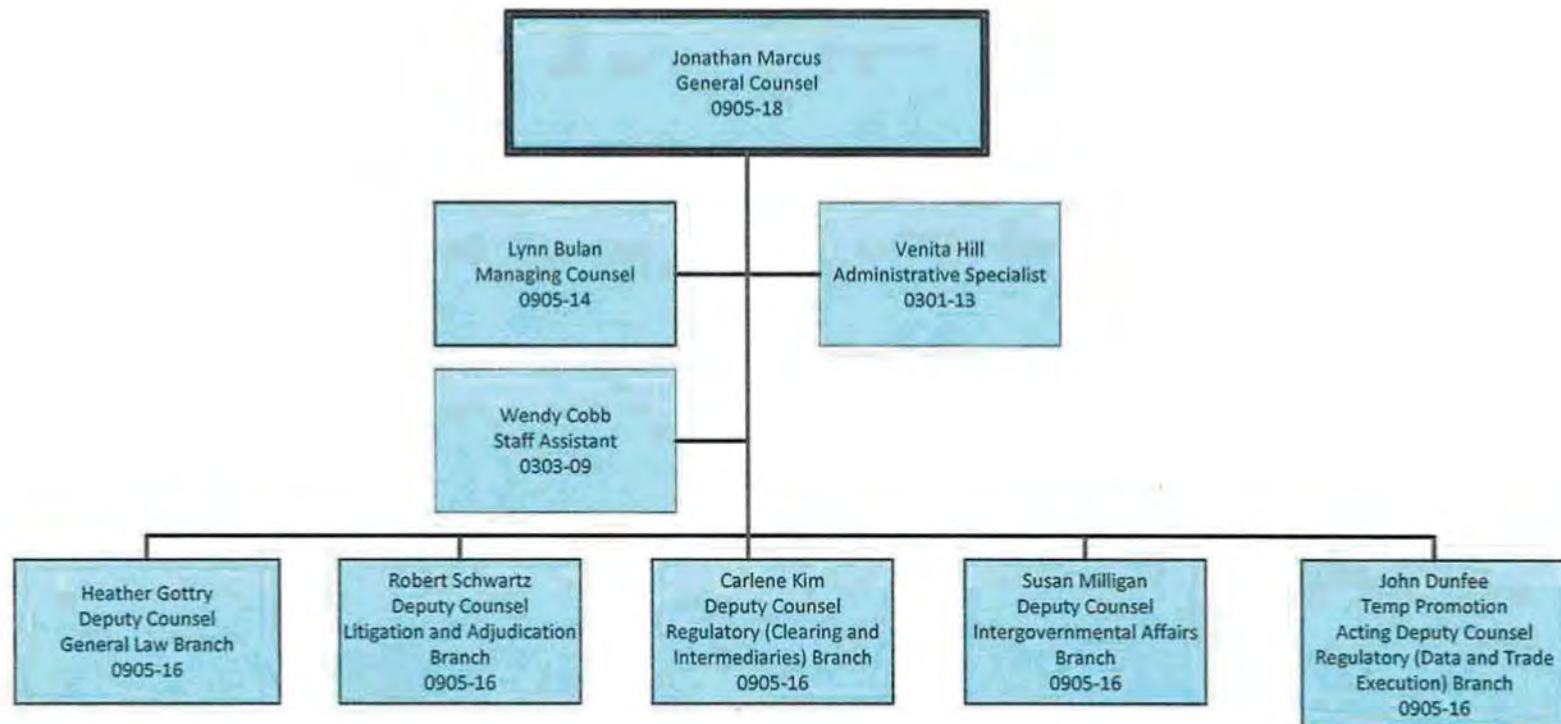 Jonathan Marcus
General Counsel
0905-18
Lynn Bulan
Managing Counsel
0905-14
Venita Hill
Administrative Specialist
0301-13
Wendy Cobb
Staff Assistant
0303-09
Heather Gottry
Deputy Counsel
General Law Branch
0905-16
Robert Schwartz
Deputy Counsel
Litigation and Adjudication
Branch
0905-16
Carlene Kim
Deputy Counsel
Regulatory (Clearing and
Intermediaries) Branch
0905-16
Susan Milligan
Deputy Counsel
Intergovernmental Affairs
Branch
0905-16
John Dunfee
Temp Promotion
Acting Deputy Counsel
Regulatory (Data and Trade
Execution) Branch
0905-16